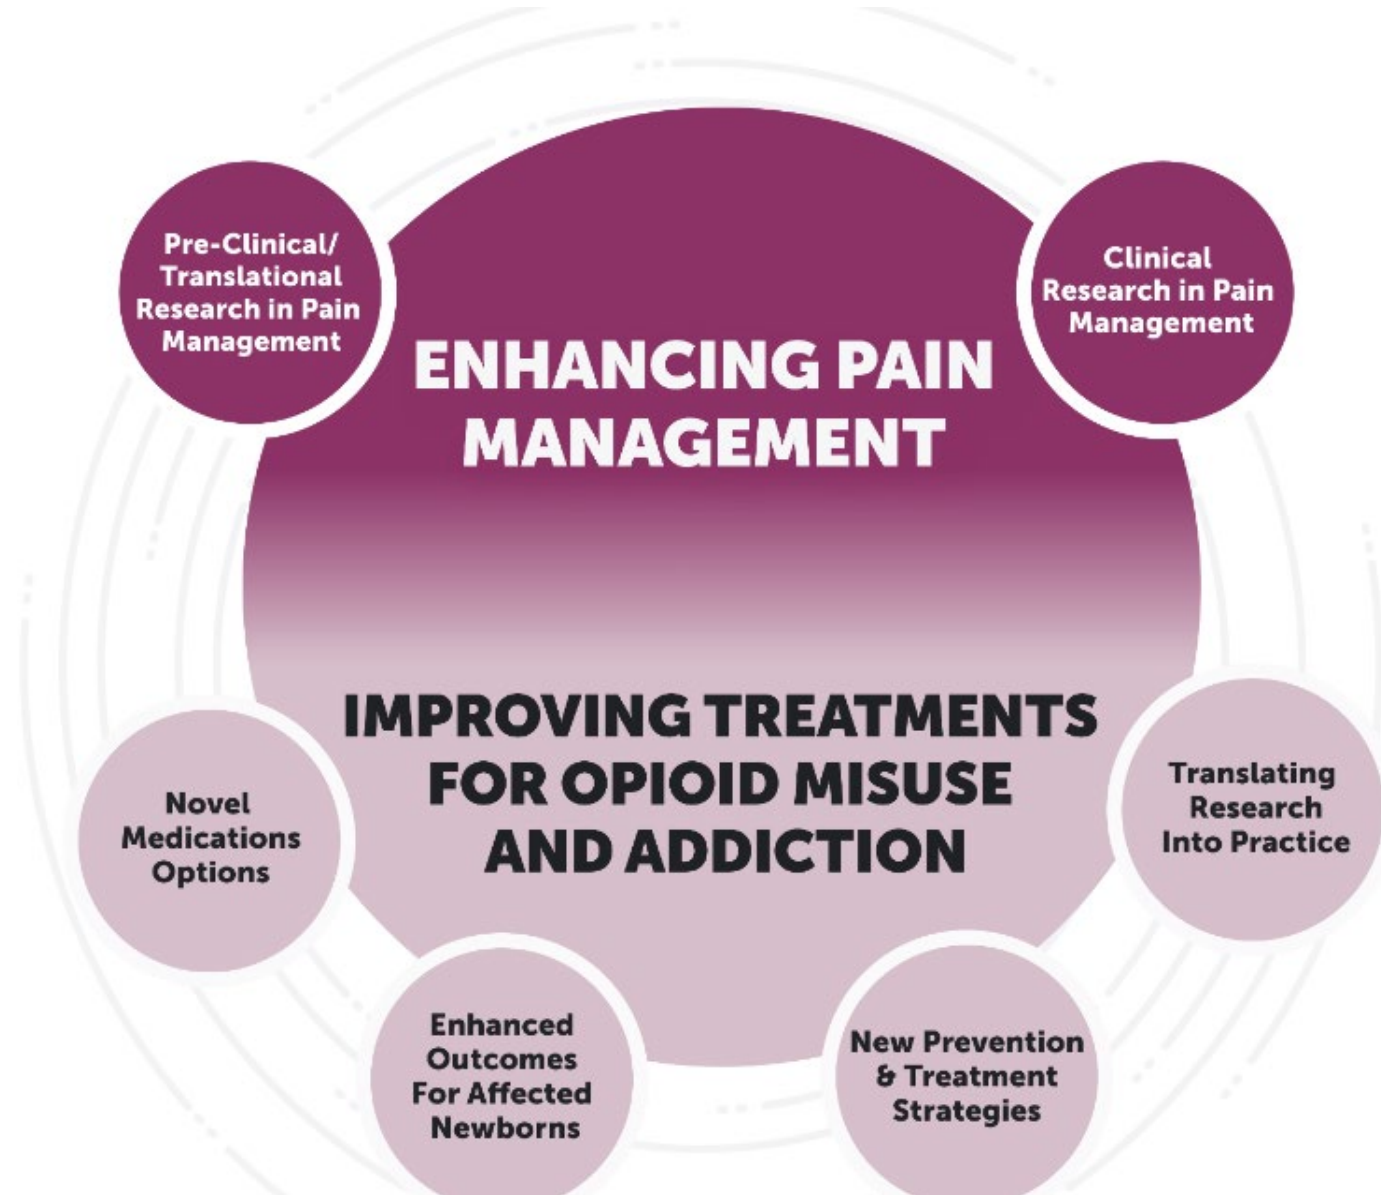 Pre-Clinical/
Translational
Research in Pain
Management
Clinical
Research in Pain
Management
ENHANCING PAIN
MANAGEMENT
IMPROVING TREATMENTS
FOR OPIOID MISUSE
AND ADDICTION
Novel
Medications
Options
Translating
Research
Into Practice
Enhanced
Outcomes
For Affected
Newborns
New Prevention
& Treatment
Strategies